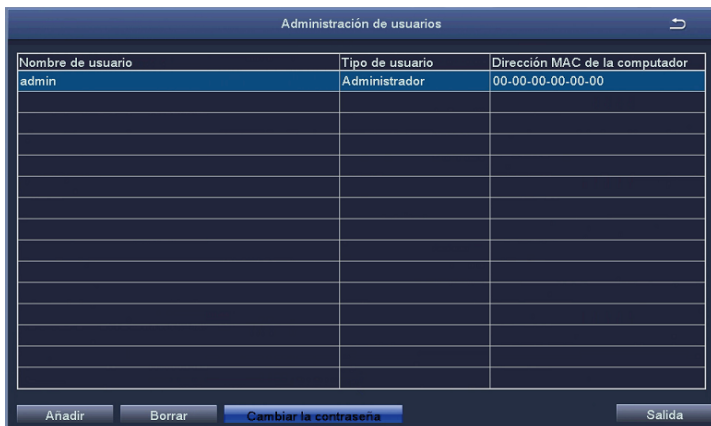 Administración de usuarios
Nombre de usuario Tipo de usuario Dirección MAC de la computador
admin Administrador 00-00-00-00-00-00
Añadir Borrar Cambiar la contraseña Salida